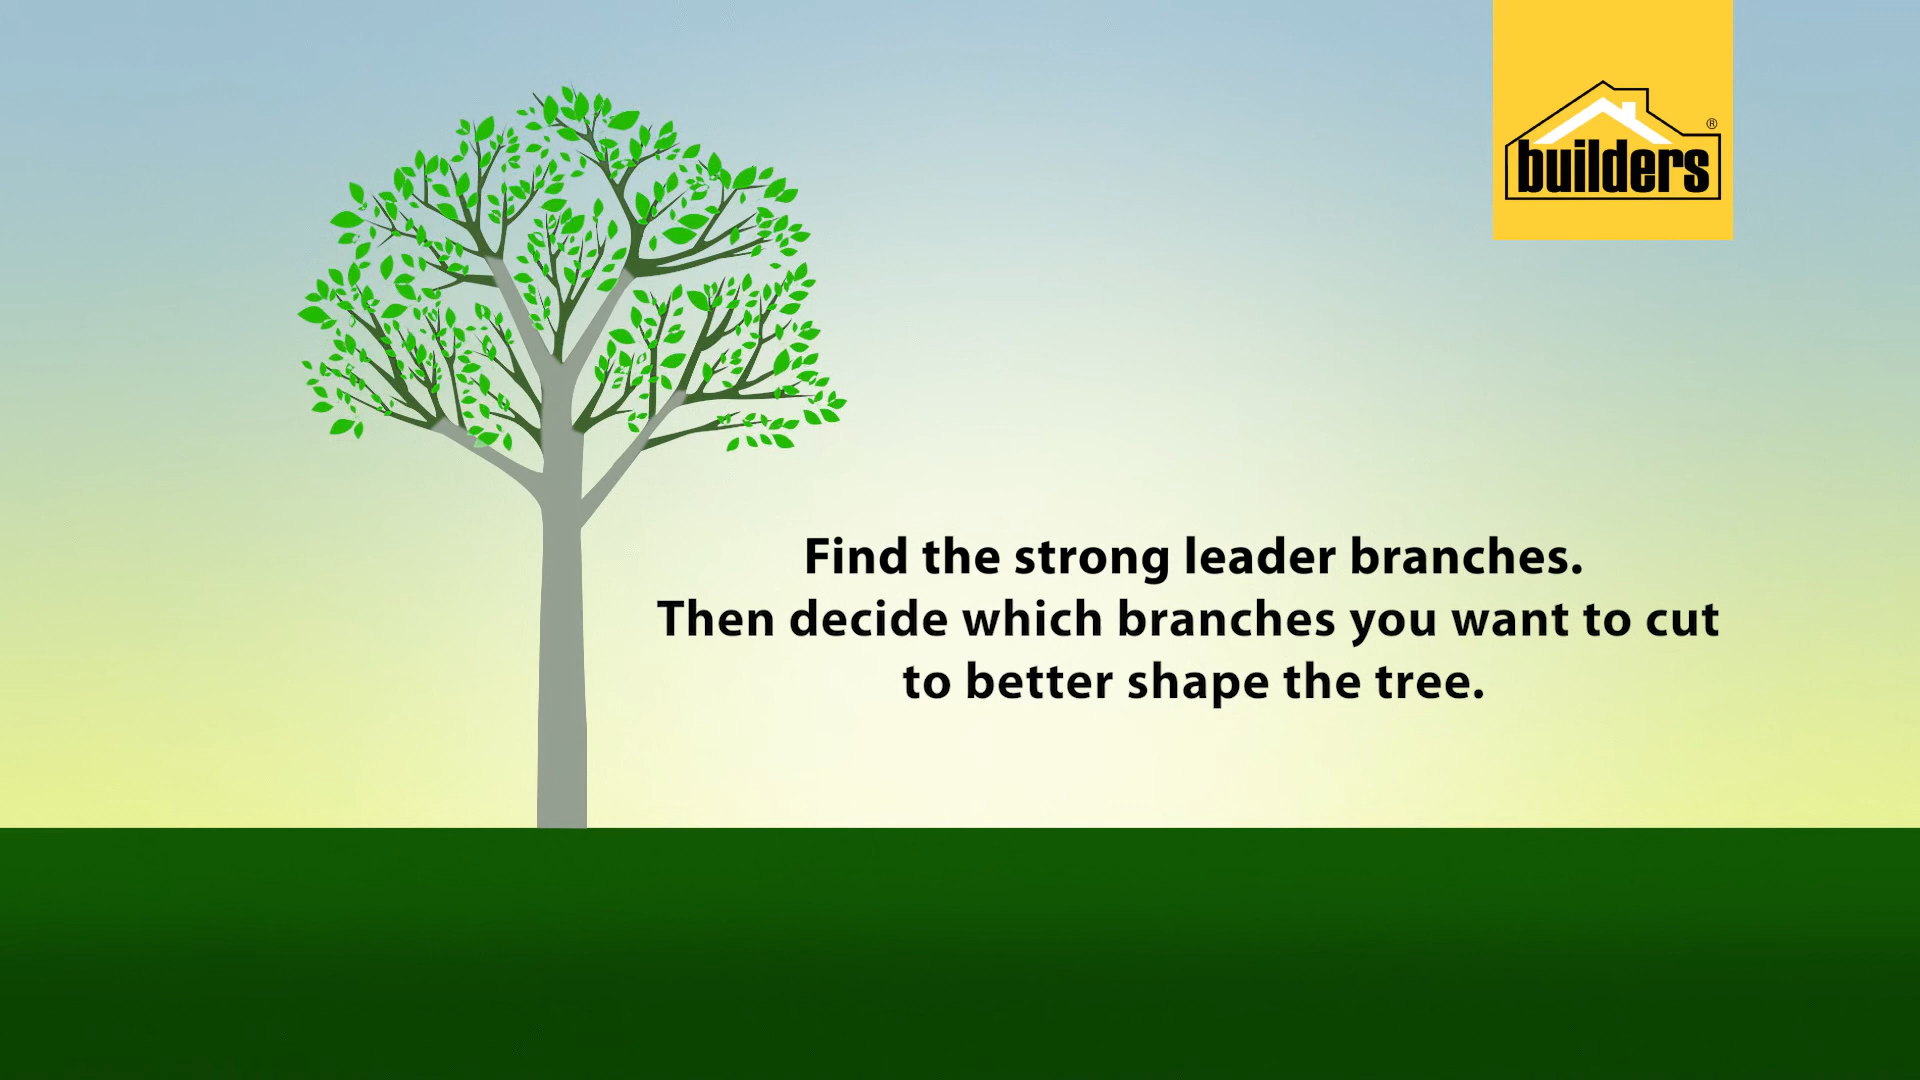 builders®
Find the strong leader branches.
Then decide which branches you want to cut
to better shape the tree.